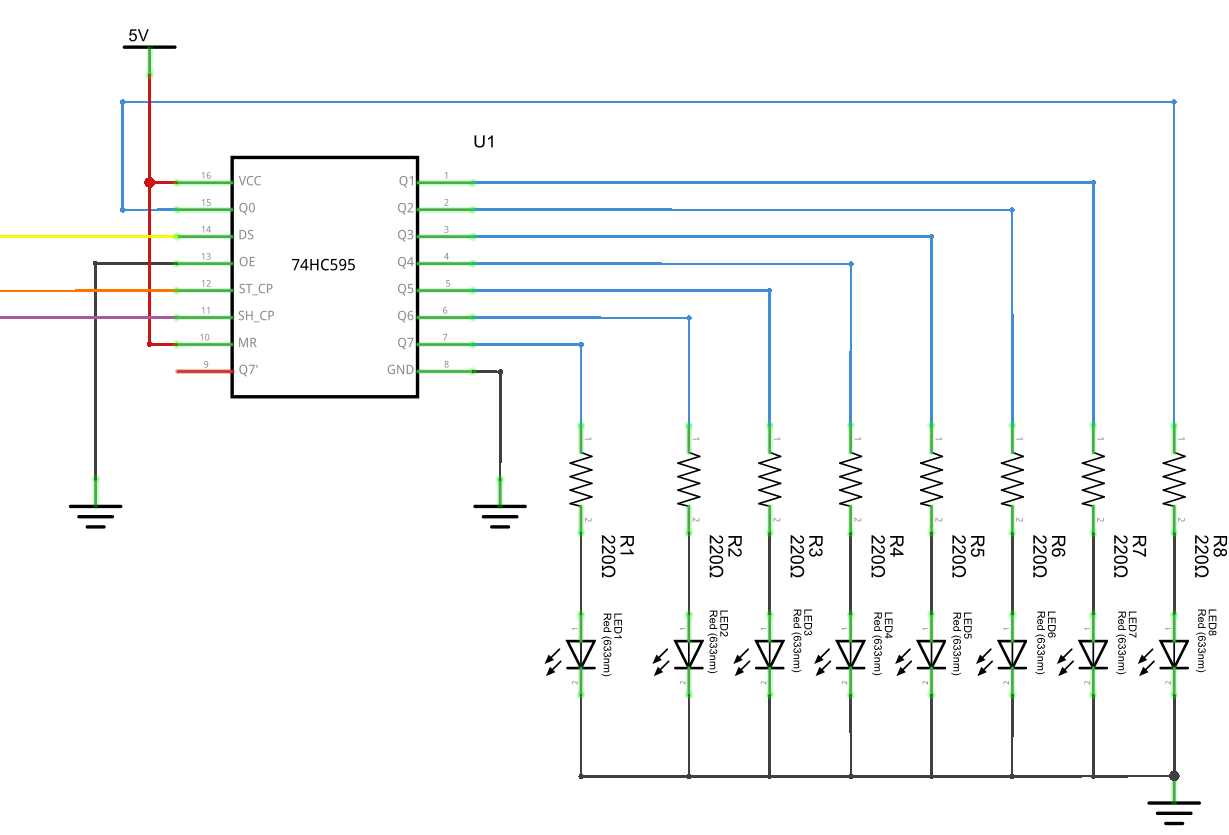 5V
U1
16 VCC Q1 1
15 Q0 Q2 2
14 DS Q3 3
13 OE Q4 4
74HC595
12 ST_CP Q5 5
11 SH_CP Q6 6
10 MR Q7 7
9 Q7' GND 8
1 1 1 1 1 1 1 1
2 2 2 2 2 2 2 2
R1
220Ω
R2
220Ω
R3
220Ω
R4
220Ω
R5
220Ω
R6
220Ω
R7
220Ω
R8
220Ω
LED1
Red (633nm)
LED2
Red (633nm)
LED3
Red (633nm)
LED4
Red (633nm)
LED5
Red (633nm)
LED6
Red (633nm)
LED7
Red (633nm)
LED8
Red (633nm)
1 1 1 1 1 1 1 1
2 2 2 2 2 2 2 2